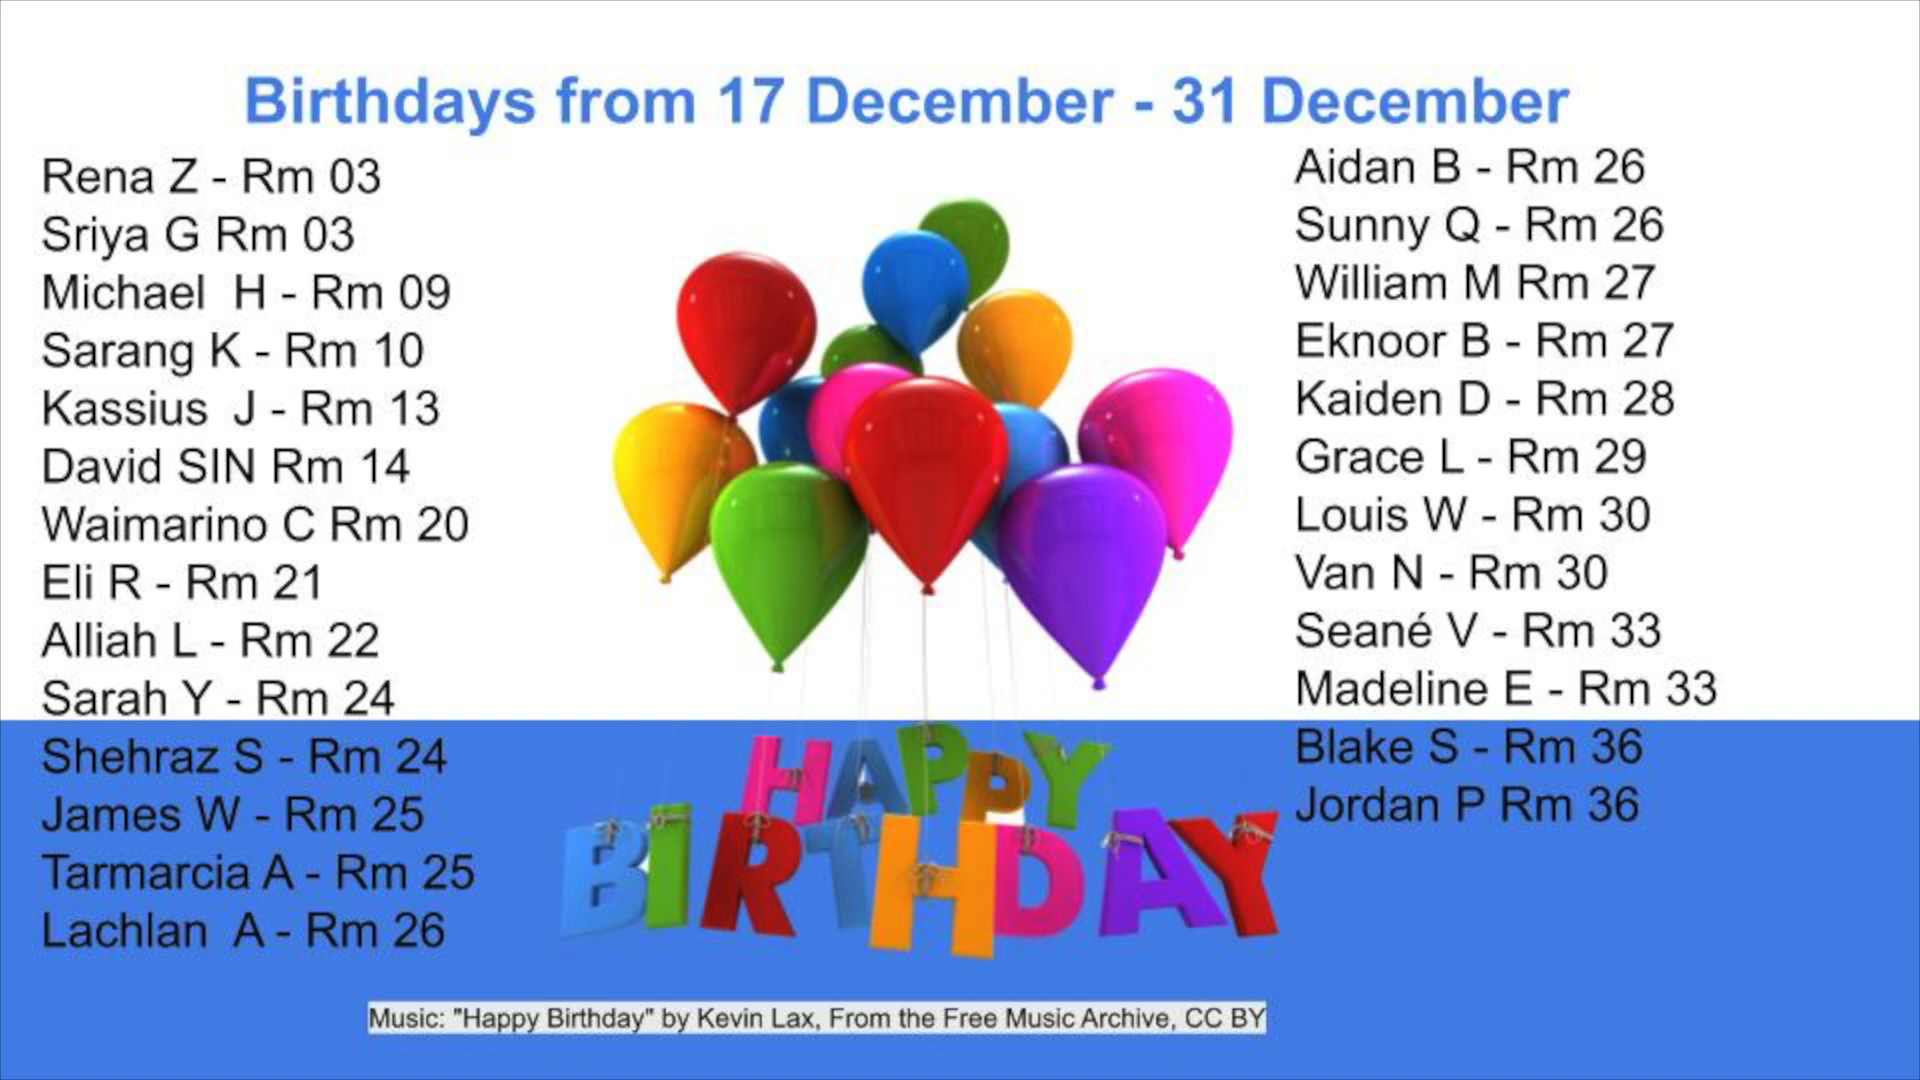 Birthdays from 17 December - 31 December
Rena Z - Rm 03
Sriya G Rm 03
Michael  H - Rm 09
Sarang K - Rm 10
Kassius  J - Rm 13
David SIN Rm 14
Waimarino C Rm 20
Eli R - Rm 21
Alliah L - Rm 22
Sarah Y - Rm 24
Shehraz S - Rm 24
James W - Rm 25
Tarmarcia A - Rm 25
Lachlan  A - Rm 26
Aidan B - Rm 26
Sunny Q - Rm 26
William M Rm 27
Eknoor B - Rm 27
Kaiden D - Rm 28
Grace L - Rm 29
Louis W - Rm 30
Van N - Rm 30
Seané V - Rm 33
Madeline E - Rm 33
Blake S - Rm 36
Jordan P Rm 36
HAPPY
BIRTHDAY
Music: "Happy Birthday" by Kevin Lax, From the Free Music Archive, CC BY